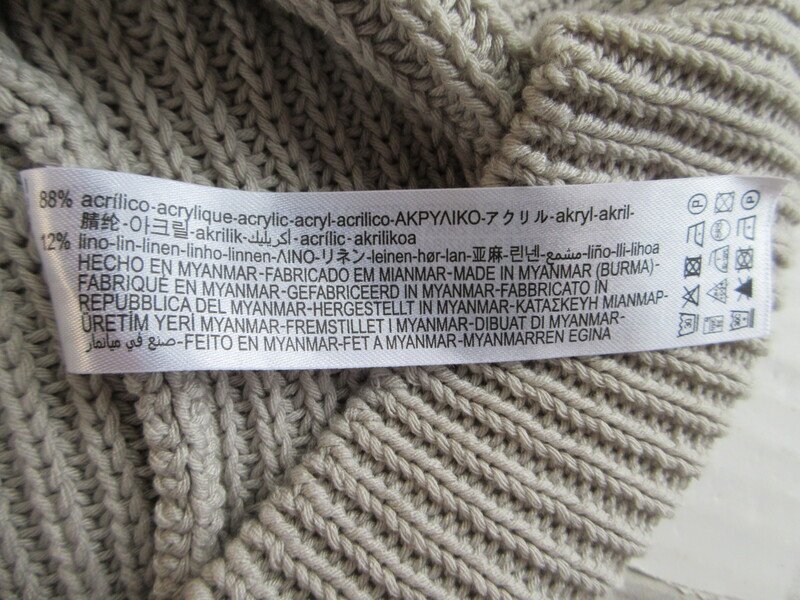 88% acrílico-acrylique-acrylic-acryl-acrilico-ΑΚΡΥΛΙΚΟ-アクリル-akryl-akril-
腈纶-아크릴-akrilik-أكريليك-acrílic-akrilikoa
12% lino-lin-linen-linho-linnen-ΛΙΝΟ-リネン-leinen-hør-lan-亚麻-린넨-مشمع-liño-lli-lihoa
HECHO EN MYANMAR-FABRICADO EM MIANMAR-MADE IN MYANMAR (BURMA)-
FABRIQUÉ EN MYANMAR-GEFABRICEERD IN MYANMAR-FABBRICATO IN
REPUBBLICA DEL MYANMAR-HERGESTELLT IN MYANMAR-ΚΑΤΑΣΚΕΥΗ ΜΙΑΝΜΑΡ-
ÜRETİM YERİ MYANMAR-FREMSTILLET I MYANMAR-DIBUAT DI MYANMAR-
صنع في ميانمار-FEITO EN MYANMAR-FET A MYANMAR-MYANMARREN EGINA